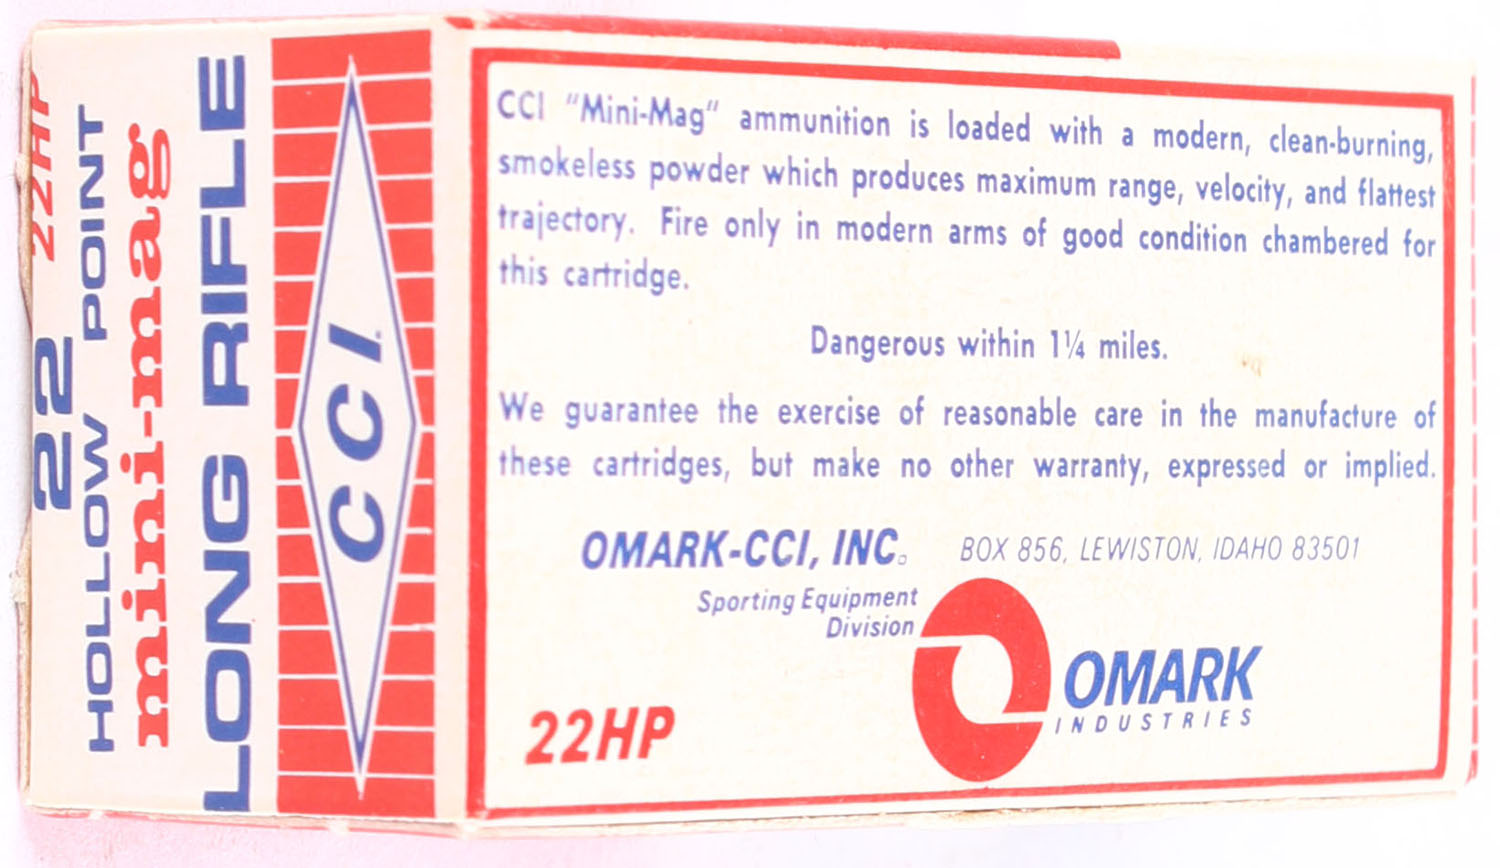 22HP
22
HOLLOW POINT
mini-mag
LONG RIFLE
CCI.
CCI "Mini-Mag" ammunition is loaded with a modern, clean-burning,
smokeless powder which produces maximum range, velocity, and flattest
trajectory. Fire only in modern arms of good condition chambered for
this cartridge.
Dangerous within 1¼ miles.
We guarantee the exercise of reasonable care in the manufacture of
these cartridges, but make no other warranty, expressed or implied.
OMARK-CCI, INC. BOX 856, LEWISTON, IDAHO 83501
Sporting Equipment
Division
OMARK
INDUSTRIES
22HP